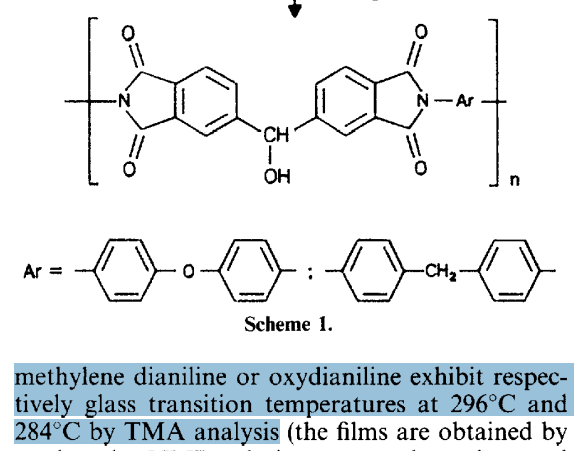 O O
N N—Ar
CH
O OH O
n
Ar = O ; CH₂
Scheme 1.
methylene dianiline or oxydianiline exhibit respec-
tively glass transition temperatures at 296°C and
284°C by TMA analysis (the films are obtained by